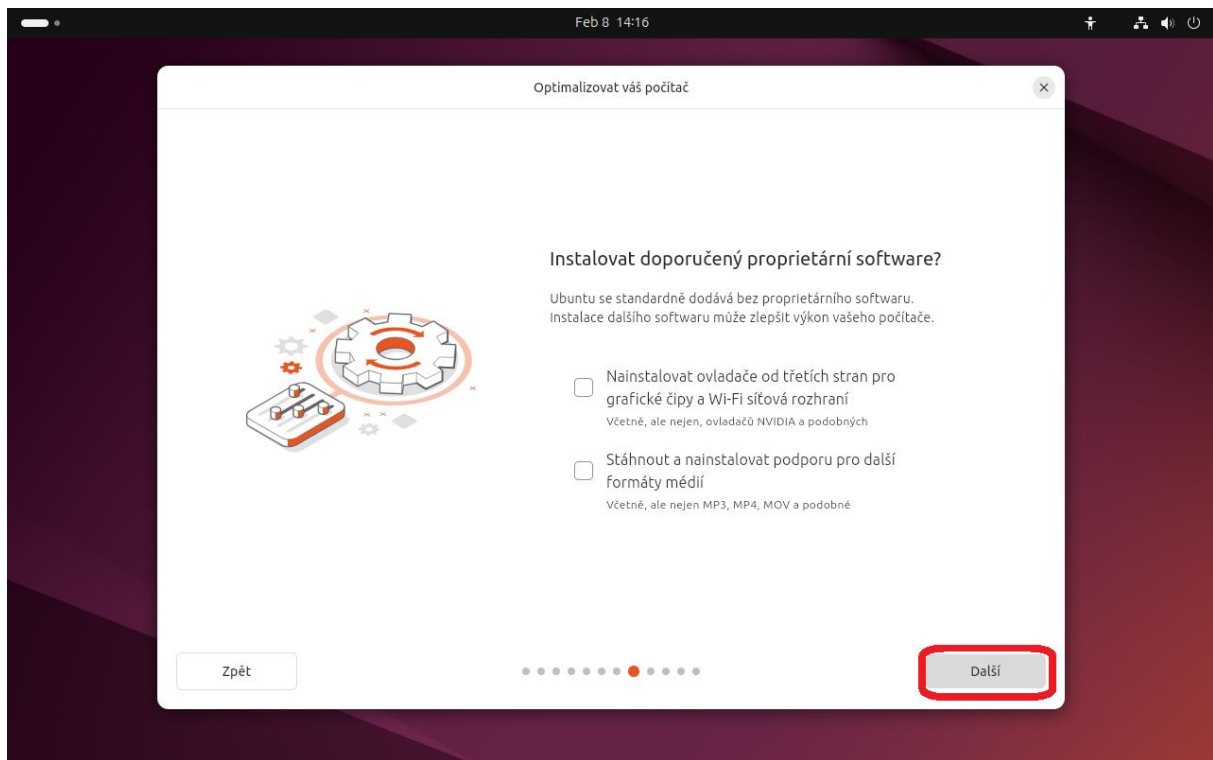 Feb 8 14:16
Optimalizovat váš počítač
Instalovat doporučený proprietární software?
Ubuntu se standardně dodává bez proprietárního softwaru.
Instalace dalšího softwaru může zlepšit výkon vašeho počítače.
Nainstalovat ovladače od třetích stran pro
grafické čipy a Wi-Fi síťová rozhraní
Včetně, ale nejen, ovladačů NVIDIA a podobných
Stáhnout a nainstalovat podporu pro další
formáty médií
Včetně, ale nejen MP3, MP4, MOV a podobné
Zpět
Další